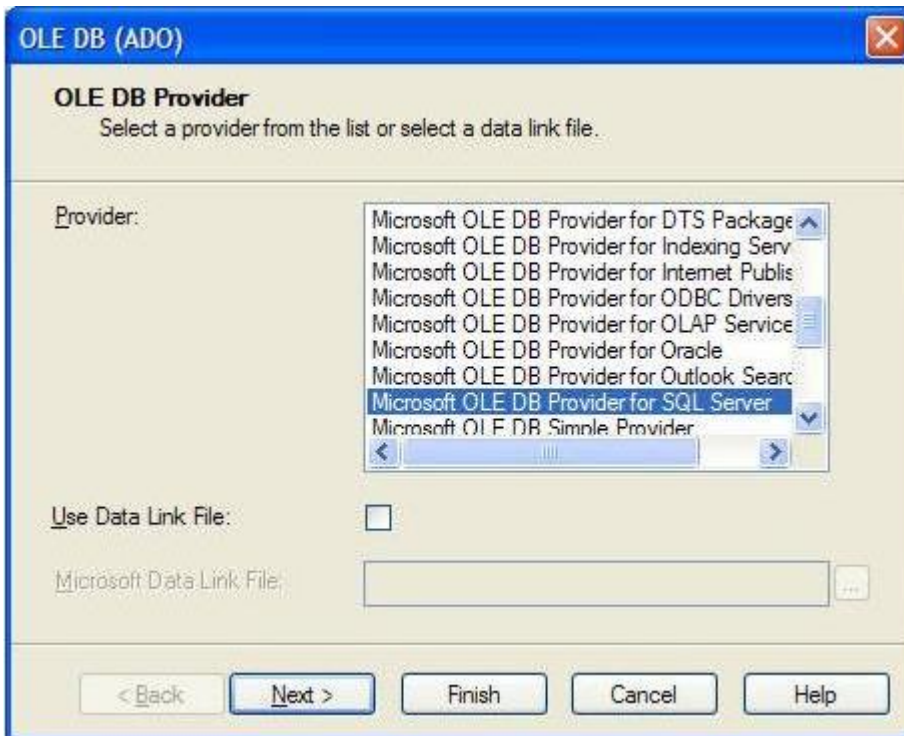 OLE DB (ADO)
OLE DB Provider
Select a provider from the list or select a data link file.
Provider:
Microsoft OLE DB Provider for DTS Package
Microsoft OLE DB Provider for Indexing Serv
Microsoft OLE DB Provider for Internet Publis
Microsoft OLE DB Provider for ODBC Drivers
Microsoft OLE DB Provider for OLAP Service
Microsoft OLE DB Provider for Oracle
Microsoft OLE DB Provider for Outlook Searc
Microsoft OLE DB Provider for SQL Server
Microsoft OLE DB Simple Provider
Use Data Link File:
Microsoft Data Link File:
...
< Back Next > Finish Cancel Help